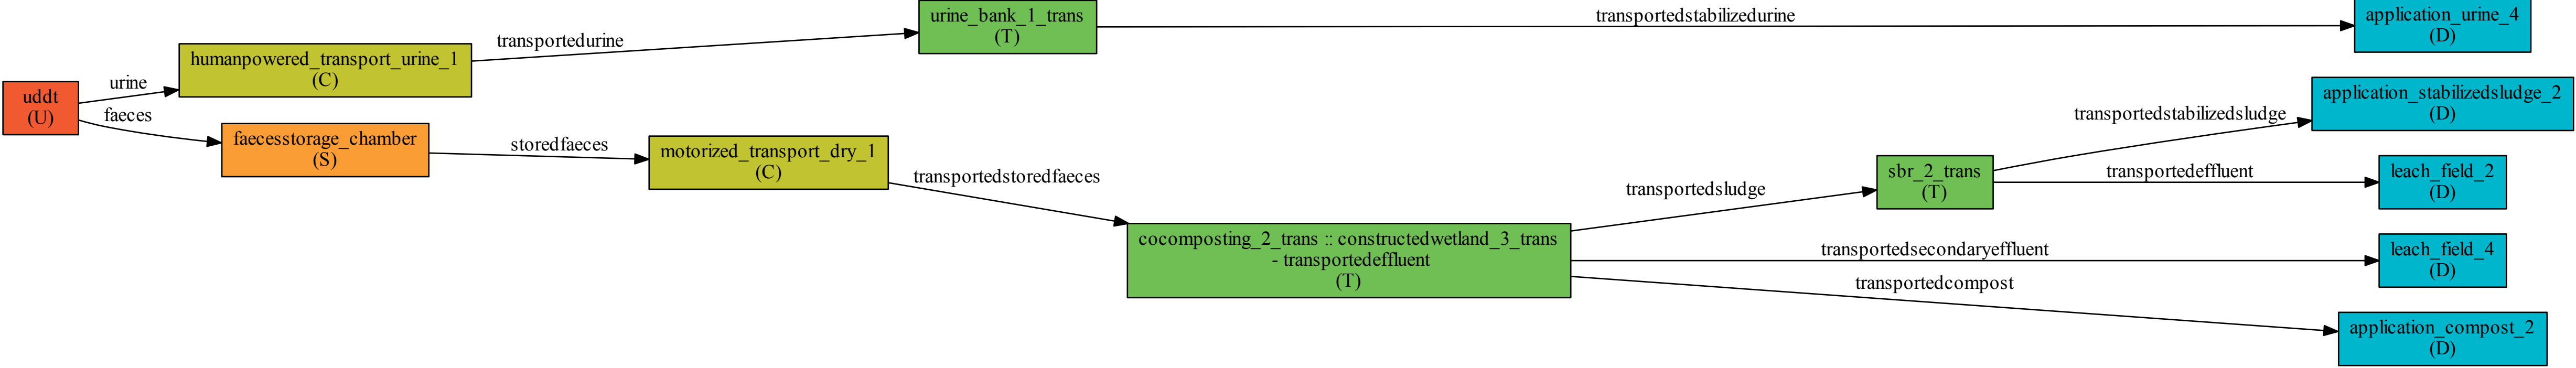 urine_bank_1_trans
(T)
transportedstabilizedurine
application_urine_4
(D)
transportedurine
humanpowered_transport_urine_1
(C)
urine
uddt
(U)
faeces
faecesstorage_chamber
(S)
storedfaeces
motorized_transport_dry_1
(C)
transportedstoredfaeces
cocomposting_2_trans :: constructedwetland_3_trans
- transportedeffluent
(T)
transportedsludge
sbr_2_trans
(T)
transportedstabilizedsludge
application_stabilizedsludge_2
(D)
transportedeffluent
leach_field_2
(D)
transportedsecondaryeffluent
leach_field_4
(D)
transportedcompost
application_compost_2
(D)